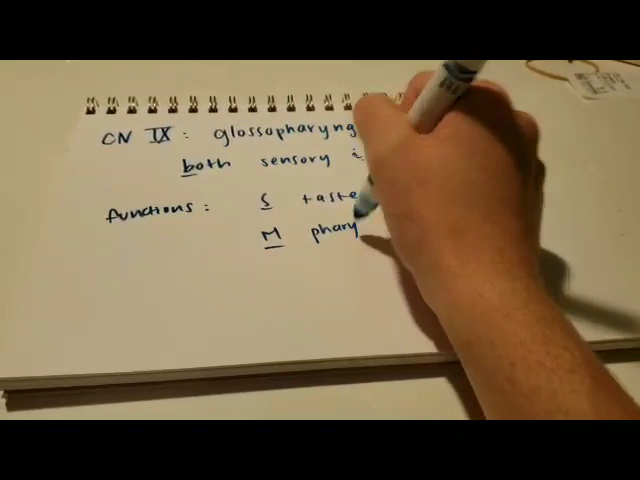 CN IX: glossopharyng
both sensory
functions: S taste
M phary